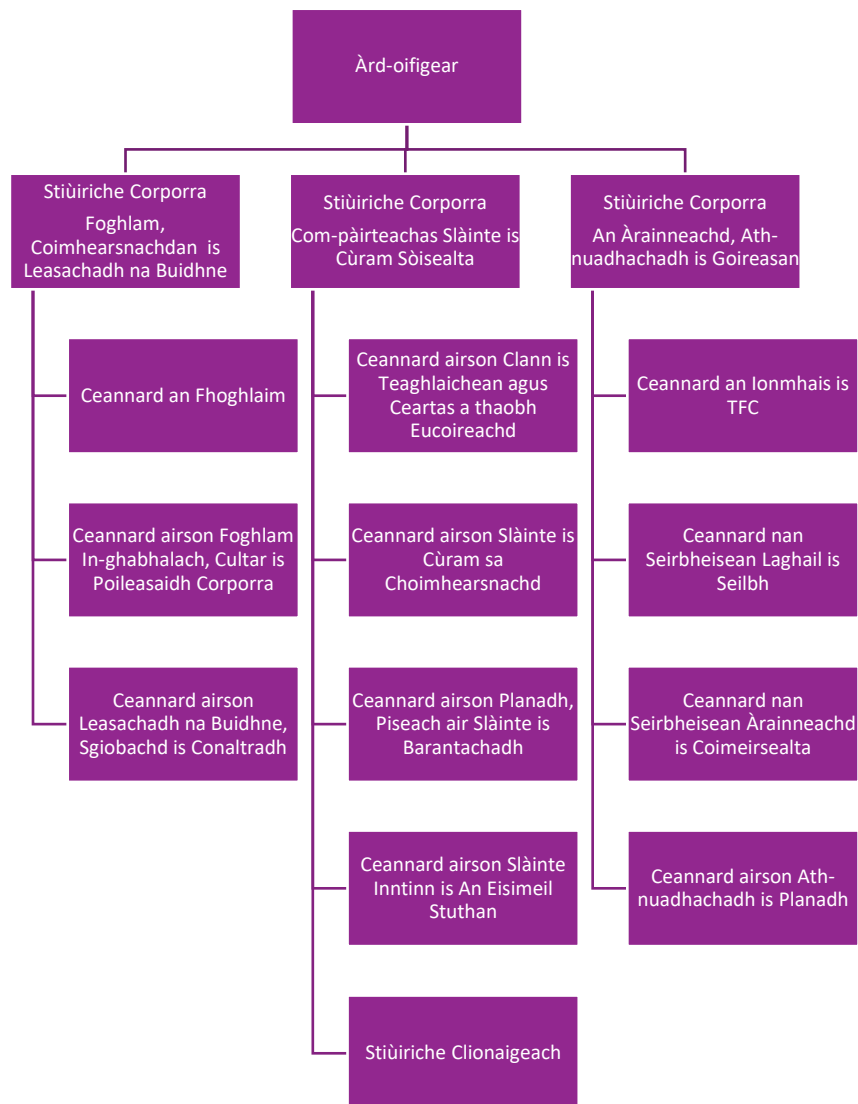 Àrd-oifigear
Stiùiriche Corporra
Foghlam,
Coimhearsnachdan is
Leasachadh na Buidhne
Ceannard an Fhoghlaim
Ceannard airson Foghlam
In-ghabhalach, Cultar is
Poileasaidh Corporra
Ceannard airson
Leasachadh na Buidhne,
Sgiobachd is Conaltradh
Stiùiriche Corporra
Com-pàirteachas Slàinte is
Cùram Sòisealta
Ceannard airson Clann is
Teaghlaichean agus
Ceartas a thaobh
Eucoireachd
Ceannard airson Slàinte is
Cùram sa
Choimhearsnachd
Ceannard airson Planadh,
Piseach air Slàinte is
Barantachadh
Ceannard airson Slàinte
Inntinn is An Eisimeil
Stuthan
Stiùiriche Clionaigeach
Stiùiriche Corporra
An Àrainneachd, Ath-
nuadhachadh is Goireasan
Ceannard an Ionmhais is
TFC
Ceannard nan
Seirbheisean Laghail is
Seilbh
Ceannard nan
Seirbheisean Àrainneachd
is Coimeirsealta
Ceannard airson Ath-
nuadhachadh is Planadh